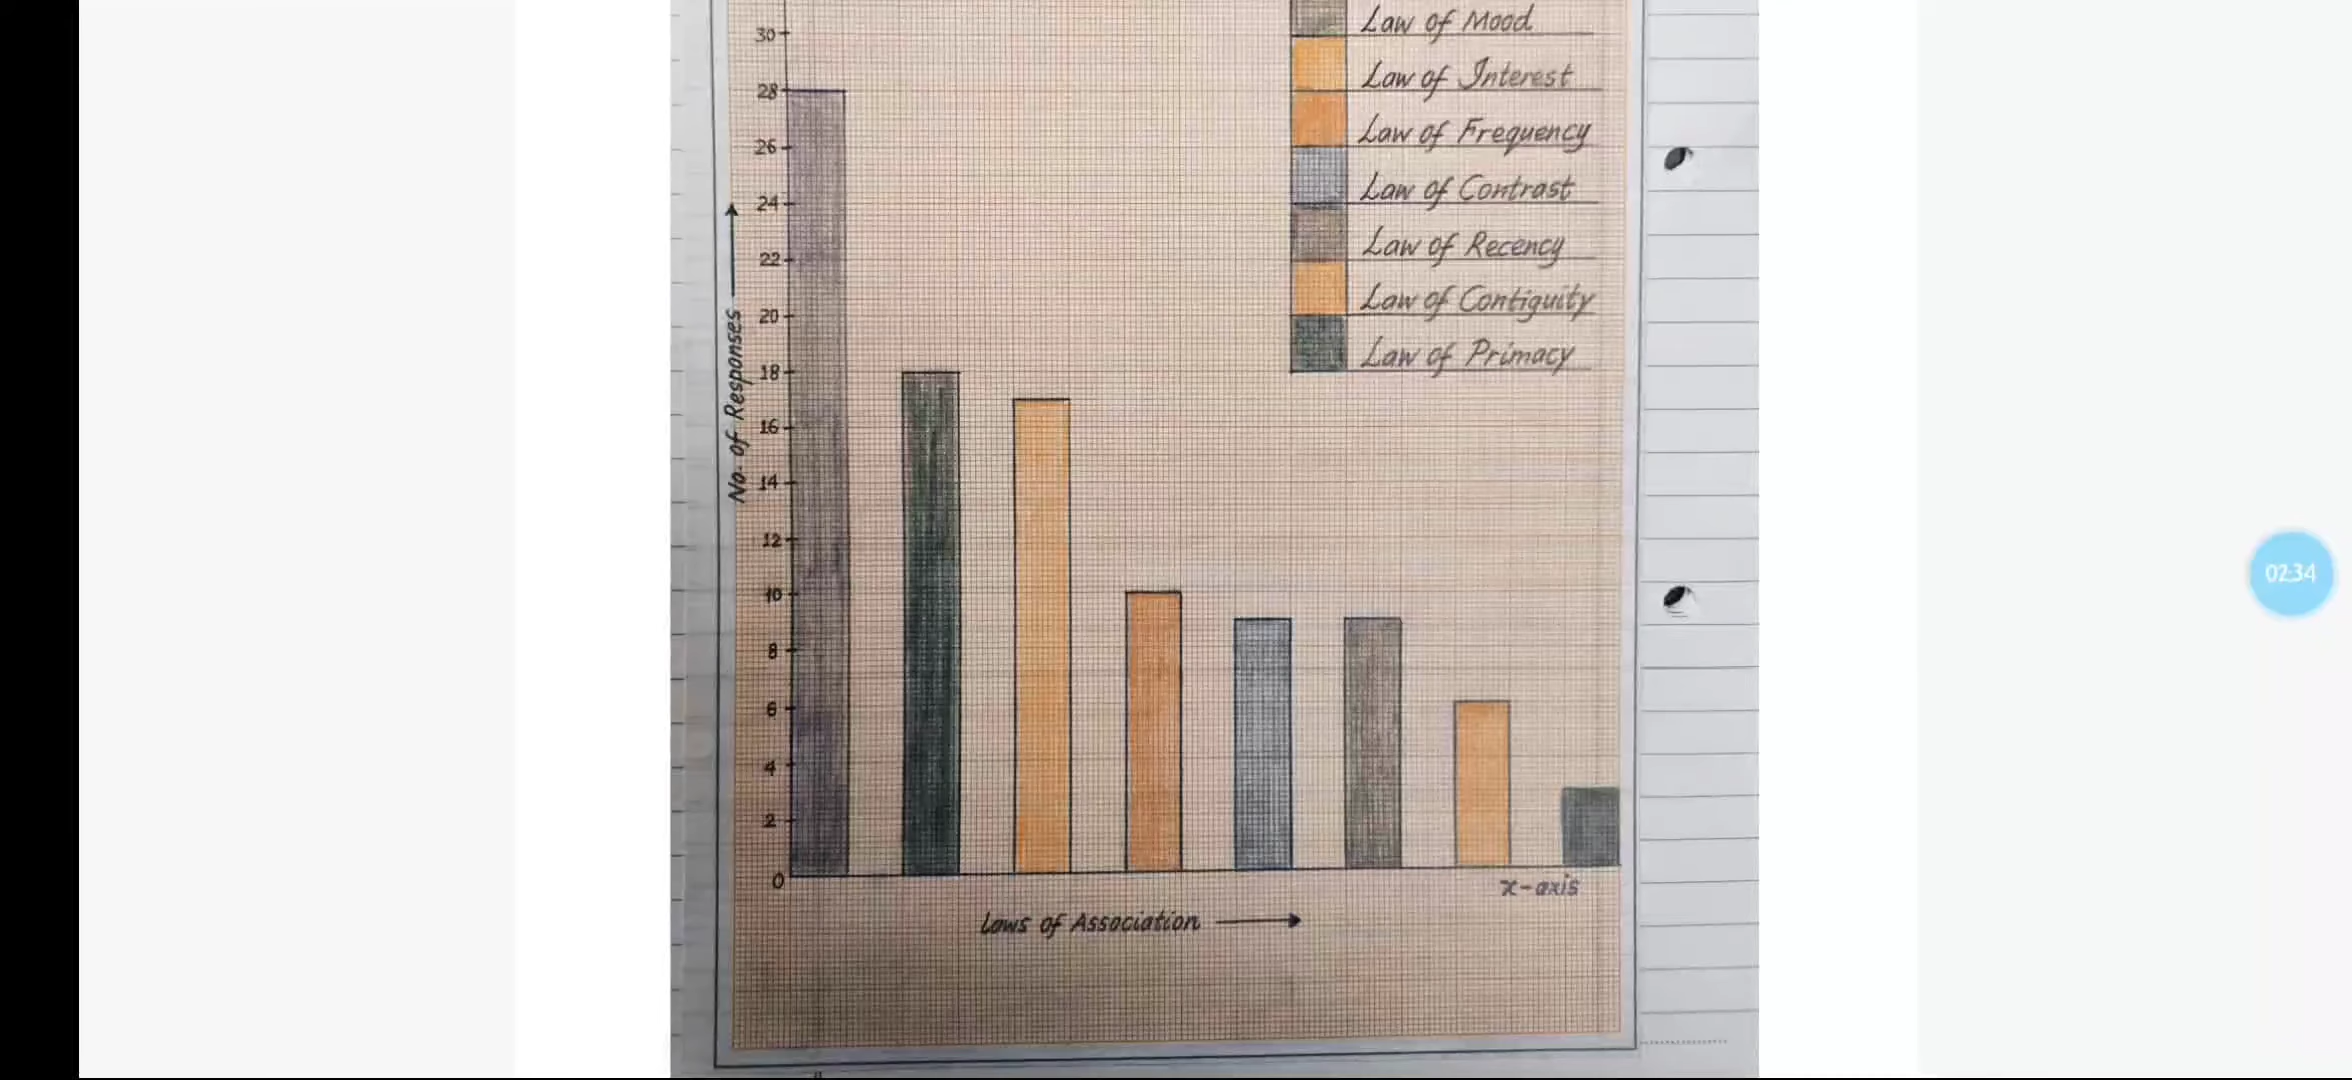 Law of Mood
Law of Interest
Law of Frequency
Law of Contrast
Law of Recency
Law of Contiguity
Law of Primacy
30
28
26
24
22
20
18
16
14
12
10
8
6
4
2
0
No. of Responses
x-axis
Laws of Association
02:34